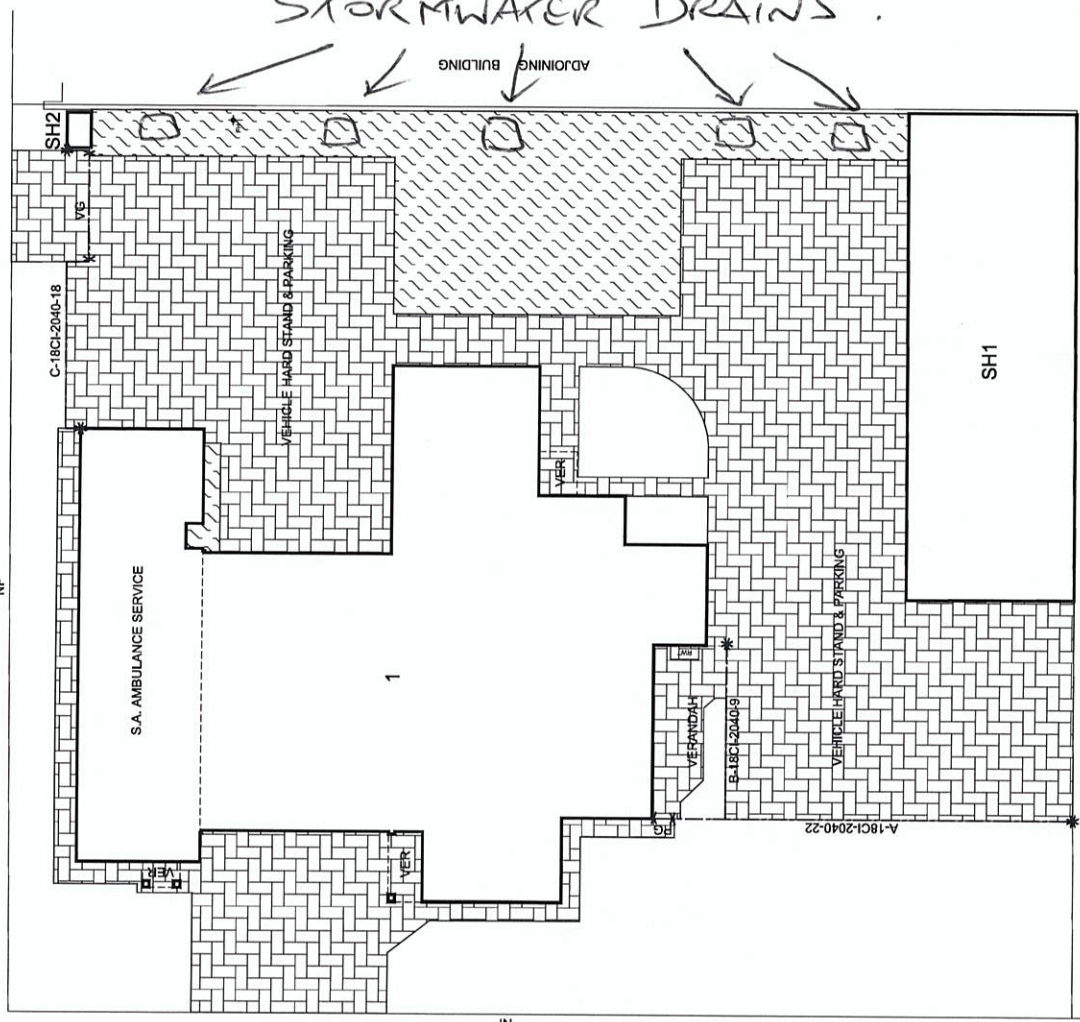 STORMWATER DRAINS.
ADJOINING BUILDING
SH2
VG
C-18CI-2040-18
VEHICLE HARD STAND & PARKING
SH1
VER
S.A. AMBULANCE SERVICE
1
RWT
VERANDAH
B-18CI-2040-9
VEHICLE HARD STAND & PARKING
RG
A-18CI-2040-22
VER
VER